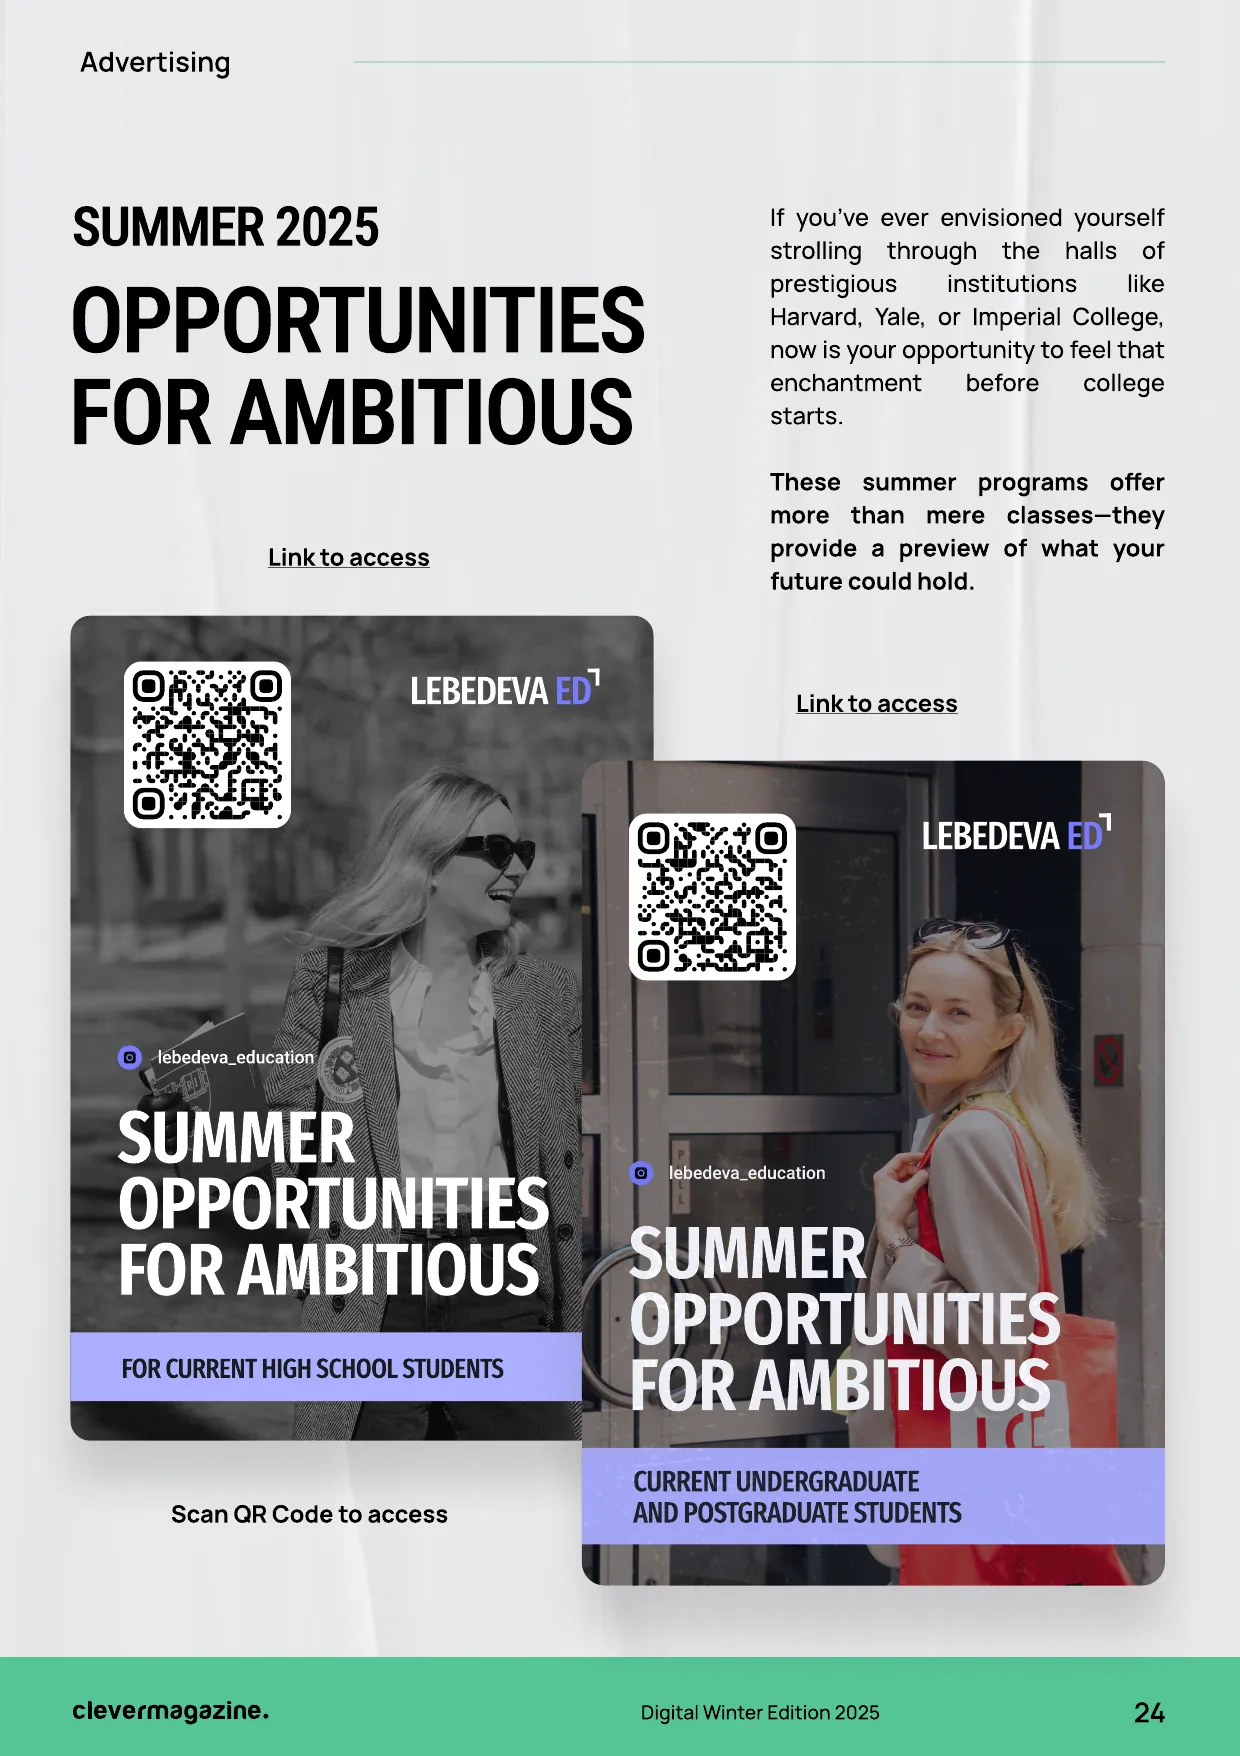 Advertising
SUMMER 2025
OPPORTUNITIES
FOR AMBITIOUS
If you've ever envisioned yourself
strolling through the halls of
prestigious institutions like
Harvard, Yale, or Imperial College,
now is your opportunity to feel that
enchantment before college
starts.
These summer programs offer
more than mere classes—they
provide a preview of what your
future could hold.
Link to access
LEBEDEVA ED
lebedeva_education
SUMMER
OPPORTUNITIES
FOR AMBITIOUS
FOR CURRENT HIGH SCHOOL STUDENTS
Scan QR Code to access
Link to access
LEBEDEVA ED
PULL
lebedeva_education
SUMMER
OPPORTUNITIES
FOR AMBITIOUS
CURRENT UNDERGRADUATE
AND POSTGRADUATE STUDENTS
clevermagazine.
Digital Winter Edition 2025
24